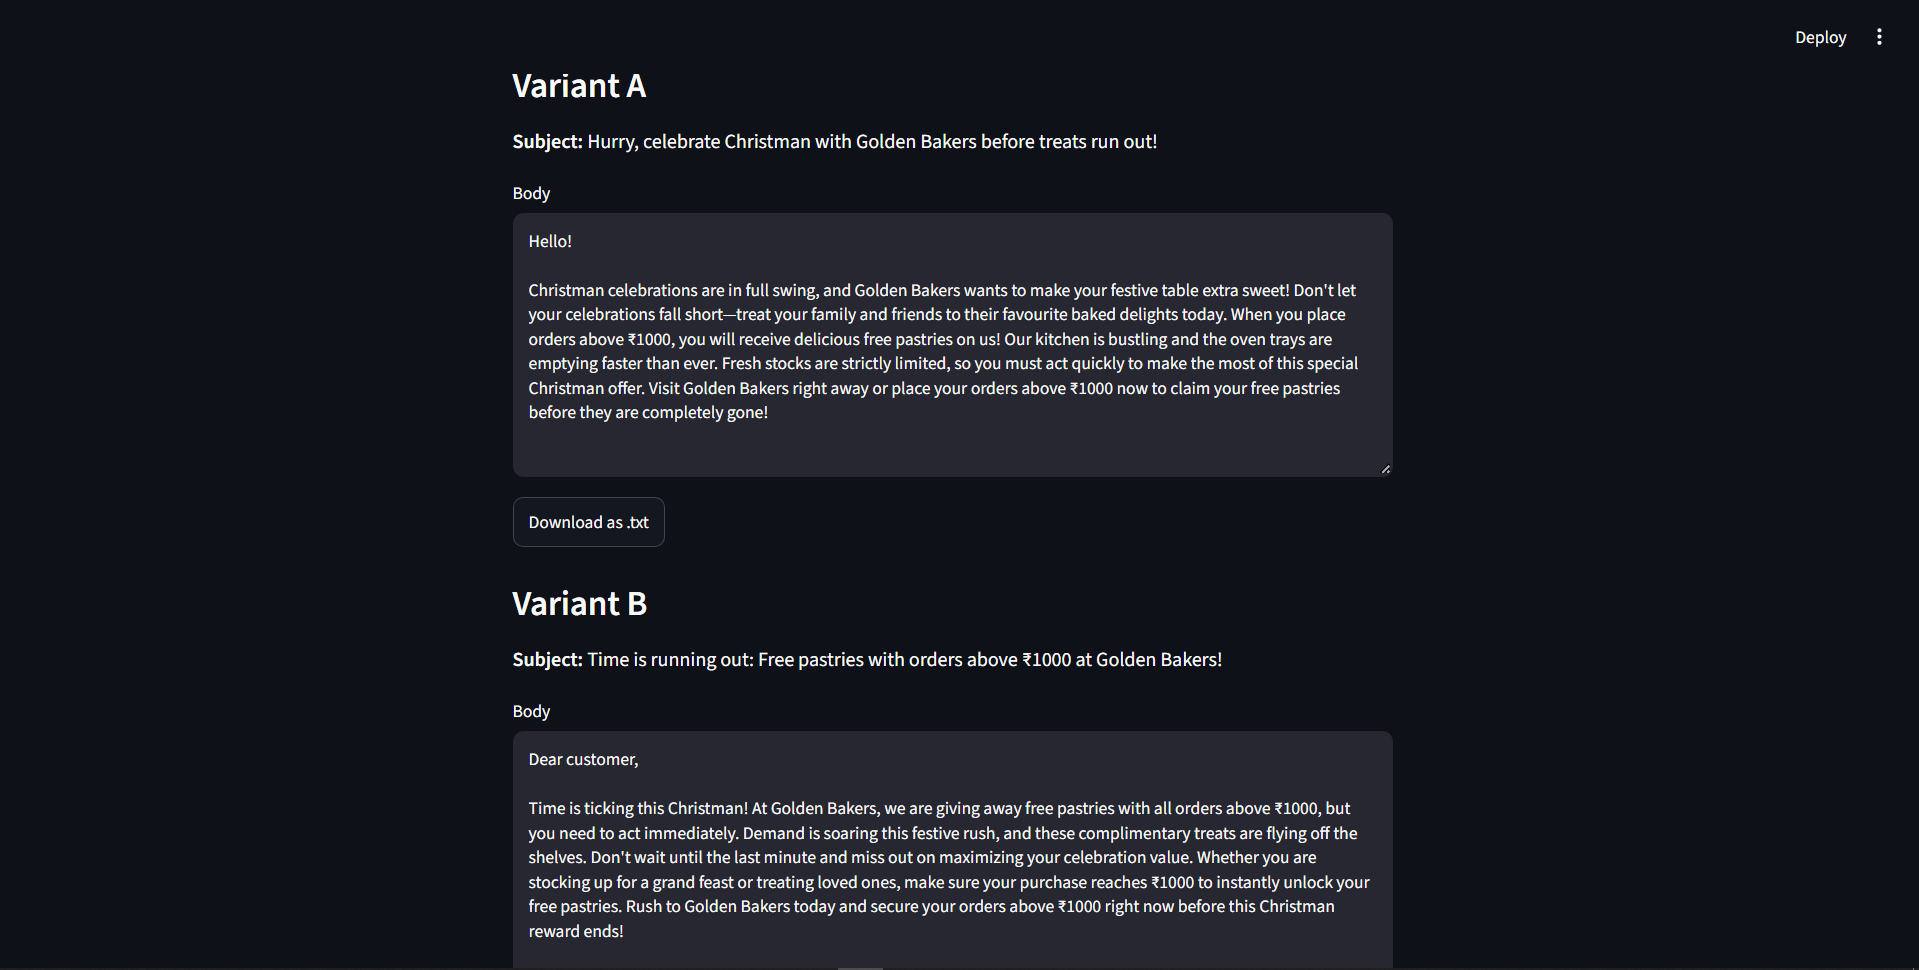 Deploy
Variant A
Subject: Hurry, celebrate Christman with Golden Bakers before treats run out!
Body
Hello!
Christman celebrations are in full swing, and Golden Bakers wants to make your festive table extra sweet! Don't let
your celebrations fall short—treat your family and friends to their favourite baked delights today. When you place
orders above ₹1000, you will receive delicious free pastries on us! Our kitchen is bustling and the oven trays are
emptying faster than ever. Fresh stocks are strictly limited, so you must act quickly to make the most of this special
Christman offer. Visit Golden Bakers right away or place your orders above ₹1000 now to claim your free pastries
before they are completely gone!
Download as .txt
Variant B
Subject: Time is running out: Free pastries with orders above ₹1000 at Golden Bakers!
Body
Dear customer,
Time is ticking this Christman! At Golden Bakers, we are giving away free pastries with all orders above ₹1000, but
you need to act immediately. Demand is soaring this festive rush, and these complimentary treats are flying off the
shelves. Don't wait until the last minute and miss out on maximizing your celebration value. Whether you are
stocking up for a grand feast or treating loved ones, make sure your purchase reaches ₹1000 to instantly unlock your
free pastries. Rush to Golden Bakers today and secure your orders above ₹1000 right now before this Christman
reward ends!